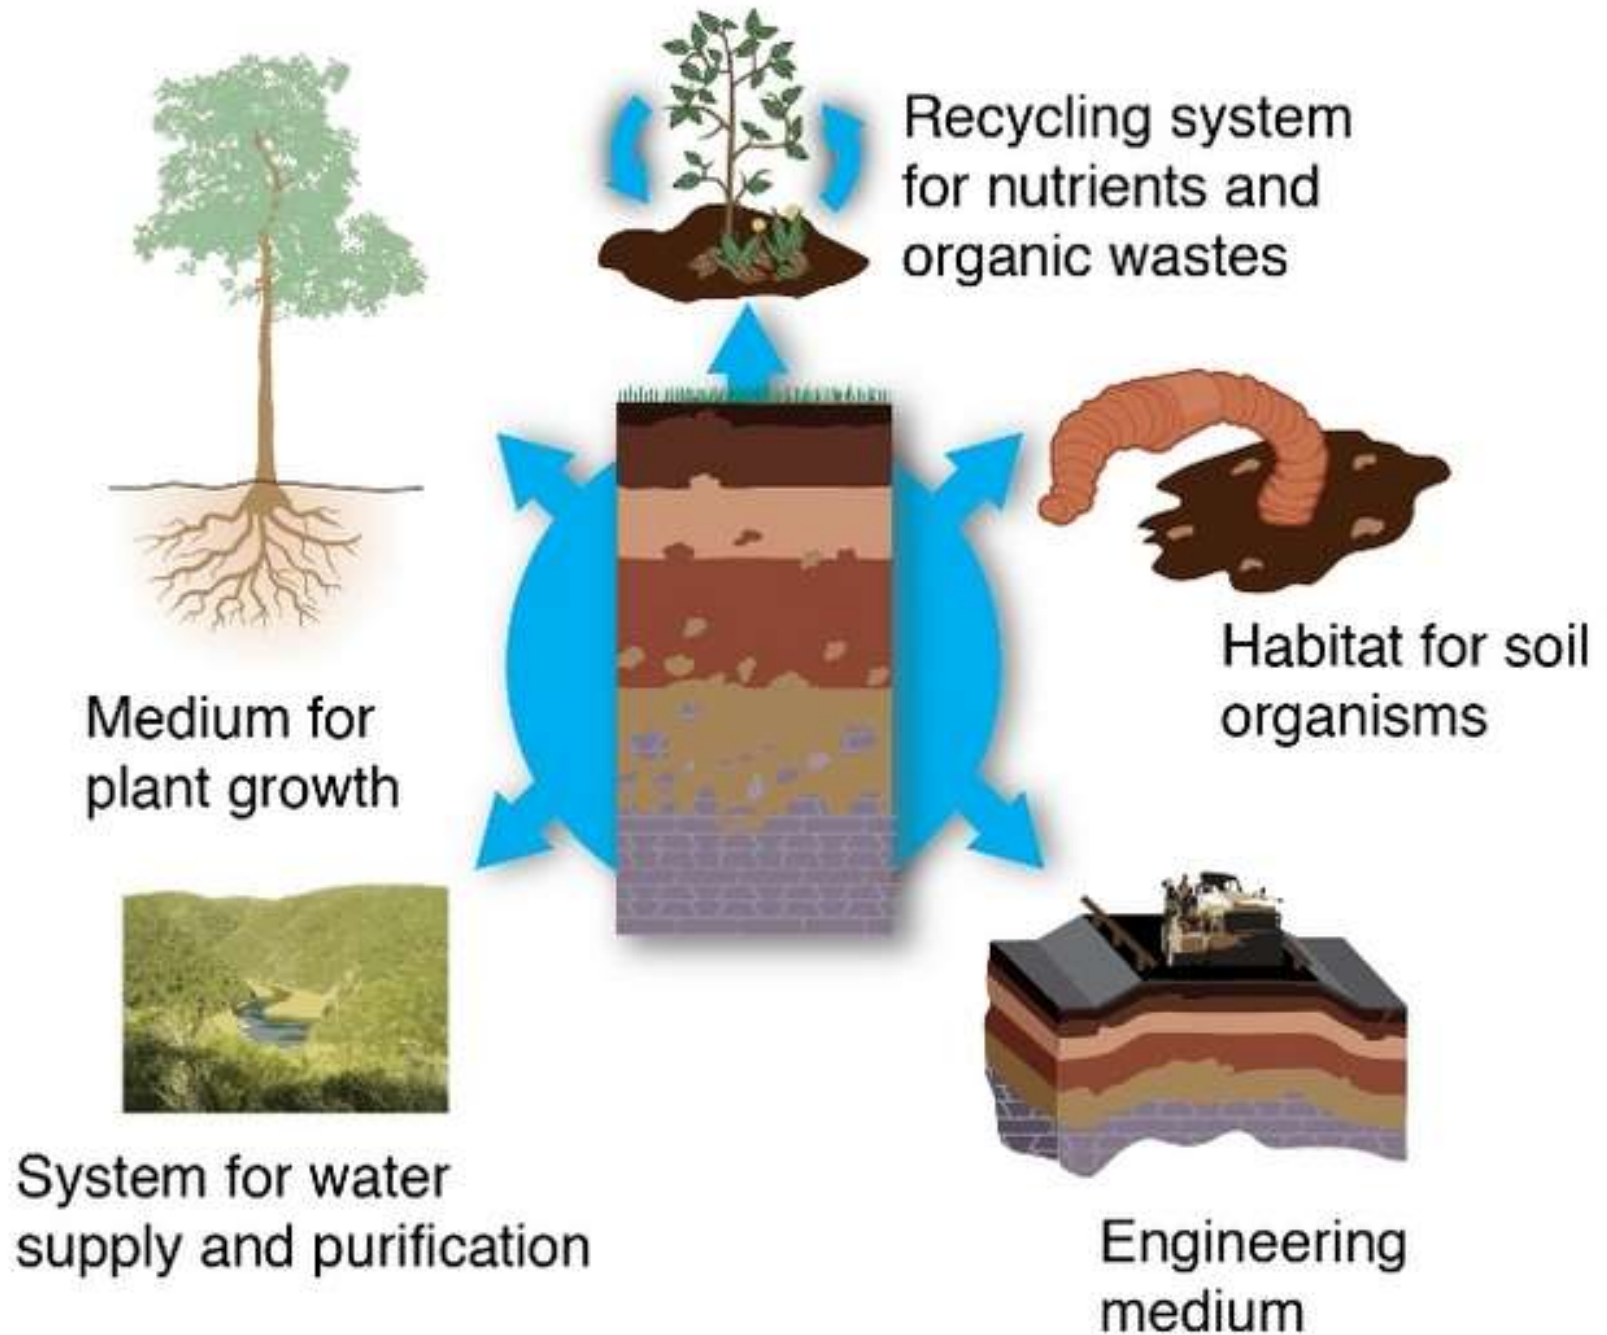 Recycling system
for nutrients and
organic wastes
Habitat for soil
organisms
Medium for
plant growth
System for water
supply and purification
Engineering
medium